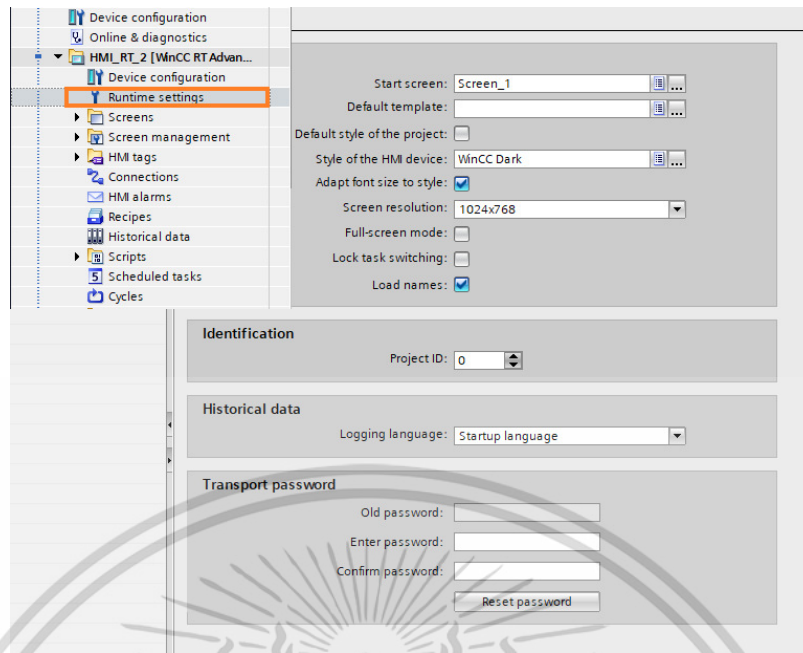 Device configuration
Online & diagnostics
HMI_RT_2 [WinCC RT Advan...
Device configuration
Runtime settings
Screens
Screen management
HMI tags
Connections
HMI alarms
Recipes
Historical data
Scripts
Scheduled tasks
Cycles
Start screen: Screen_1 ...
Default template: ...
Default style of the project:
Style of the HMI device: WinCC Dark ...
Adapt font size to style:
Screen resolution: 1024x768
Full-screen mode:
Lock task switching:
Load names:
Identification
Project ID: 0
Historical data
Logging language: Startup language
Transport password
Old password:
Enter password:
Confirm password:
Reset password